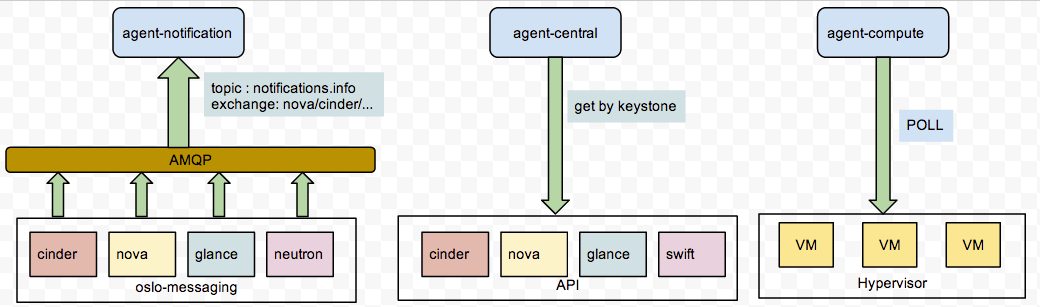 agent-notification
topic : notifications.info
exchange: nova/cinder/...
AMQP
cinder
nova
glance
neutron
oslo-messaging
agent-central
get by keystone
cinder
nova
glance
swift
API
agent-compute
POLL
VM
VM
VM
Hypervisor